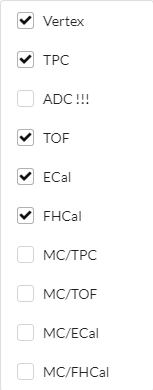 Vertex
TPC
ADC !!!
TOF
ECal
FHCal
MC/TPC
MC/TOF
MC/ECal
MC/FHCal